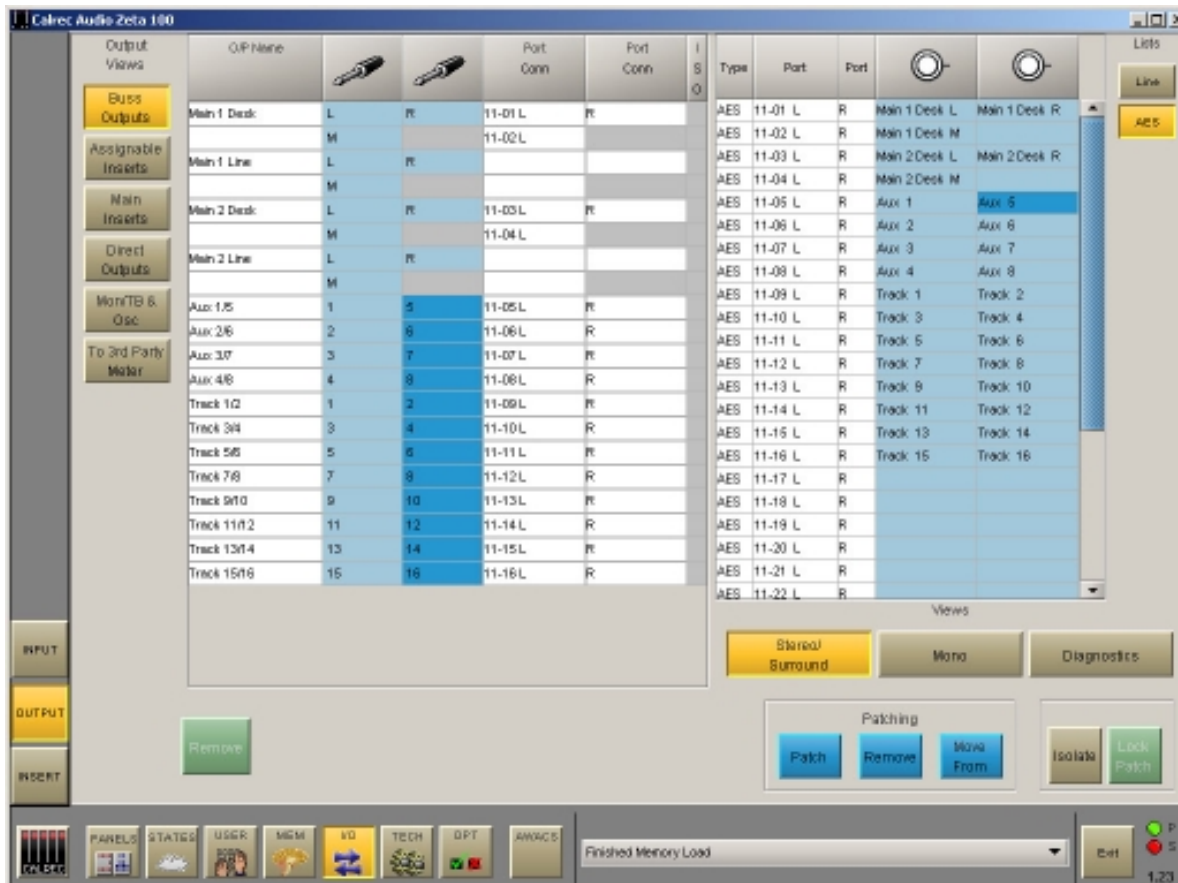 Calrec Audio Zeta 100
Output Views
Buss Outputs
Assignable Inserts
Main Inserts
Direct Outputs
Mon/TB & Osc
To 3rd Party Meter
INPUT
OUTPUT
INSERT
O/P Name Port Conn Port Conn I S O
Main 1 Desk L R 11-01 L R
M 11-02 L
Main 1 Line L R
M
Main 2 Desk L R 11-03 L R
M 11-04 L
Main 2 Line L R
M
Aux 1/5 1 5 11-05 L R
Aux 2/6 2 6 11-06 L R
Aux 3/7 3 7 11-07 L R
Aux 4/8 4 8 11-08 L R
Track 1/2 1 2 11-09 L R
Track 3/4 3 4 11-10 L R
Track 5/6 5 6 11-11 L R
Track 7/8 7 8 11-12 L R
Track 9/10 9 10 11-13 L R
Track 11/12 11 12 11-14 L R
Track 13/14 13 14 11-15 L R
Track 15/16 15 16 11-16 L R
Type Port Port
AES 11-01 L R Main 1 Desk L Main 1 Desk R
AES 11-02 L R Main 1 Desk M
AES 11-03 L R Main 2 Desk L Main 2 Desk R
AES 11-04 L R Main 2 Desk M
AES 11-05 L R Aux 1 Aux 5
AES 11-06 L R Aux 2 Aux 6
AES 11-07 L R Aux 3 Aux 7
AES 11-08 L R Aux 4 Aux 8
AES 11-09 L R Track 1 Track 2
AES 11-10 L R Track 3 Track 4
AES 11-11 L R Track 5 Track 6
AES 11-12 L R Track 7 Track 8
AES 11-13 L R Track 9 Track 10
AES 11-14 L R Track 11 Track 12
AES 11-15 L R Track 13 Track 14
AES 11-16 L R Track 15 Track 16
AES 11-17 L R
AES 11-18 L R
AES 11-19 L R
AES 11-20 L R
AES 11-21 L R
AES 11-22 L R
Lists
Line
AES
Views
Stereo/ Surround
Mono
Diagnostics
Remove
Patching
Patch
Remove
Move From
Isolate
Lock Patch
CALREC
PANELS
STATES
USER
MEM
I/O
TECH
OPT
AWACS
Finished Memory Load
Exit
P
S
1.23